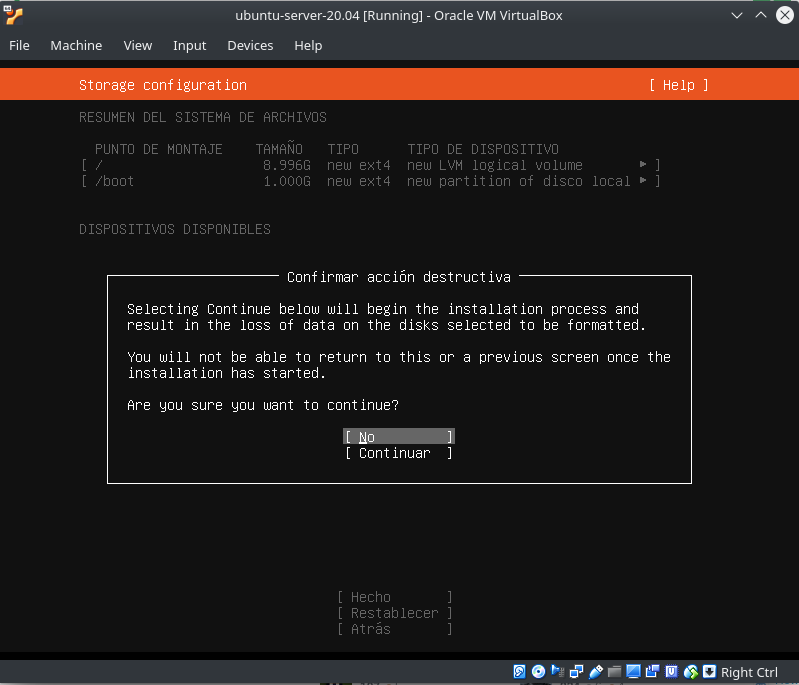 ubuntu-server-20.04 [Running] - Oracle VM VirtualBox
File Machine View Input Devices Help
Storage configuration [ Help ]
RESUMEN DEL SISTEMA DE ARCHIVOS
PUNTO DE MONTAJE TAMAÑO TIPO TIPO DE DISPOSITIVO
[ / 8.996G new ext4 new LVM logical volume ▸ ]
[ /boot 1.000G new ext4 new partition of disco local ▸ ]
DISPOSITIVOS DISPONIBLES
Confirmar acción destructiva
Selecting Continue below will begin the installation process and
result in the loss of data on the disks selected to be formatted.
You will not be able to return to this or a previous screen once the
installation has started.
Are you sure you want to continue?
[ No ]
[ Continuar ]
[ Hecho ]
[ Restablecer ]
[ Atrás ]
Right Ctrl